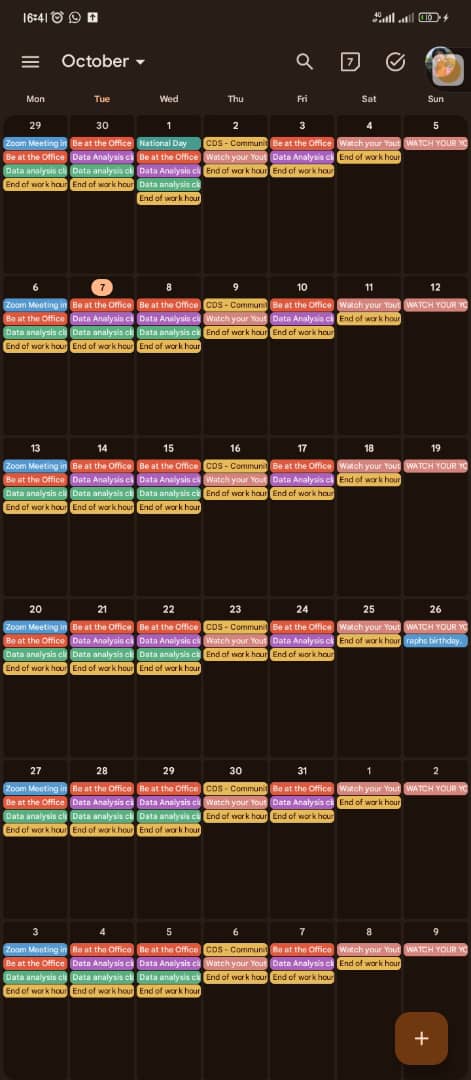 16:41 4G 10
October 7
Mon Tue Wed Thu Fri Sat Sun
29 30 1 2 3 4 5
Zoom Meeting in Be at the Office National Day CDS - Communit Be at the Office Watch your Yout WATCH YOUR YO
Be at the Office Data Analysis cl Be at the Office Watch your Yout Data Analysis cl End of work hour
Data analysis cl Data analysis cl Data Analysis cl End of work hour End of work hour
End of work hour End of work hour Data analysis cl
End of work hour
6 7 8 9 10 11 12
Zoom Meeting in Be at the Office Be at the Office CDS - Communit Be at the Office Watch your Yout WATCH YOUR YO
Be at the Office Data Analysis cl Data Analysis cl Watch your Yout Data Analysis cl End of work hour
Data analysis cl Data analysis cl Data analysis cl End of work hour End of work hour
End of work hour End of work hour End of work hour
13 14 15 16 17 18 19
Zoom Meeting in Be at the Office Be at the Office CDS - Communit Be at the Office Watch your Yout WATCH YOUR YO
Be at the Office Data Analysis cl Data Analysis cl Watch your Yout Data Analysis cl End of work hour
Data analysis cl Data analysis cl Data analysis cl End of work hour End of work hour
End of work hour End of work hour End of work hour
20 21 22 23 24 25 26
Zoom Meeting in Be at the Office Be at the Office CDS - Communit Be at the Office Watch your Yout WATCH YOUR YO
Be at the Office Data Analysis cl Data Analysis cl Watch your Yout Data Analysis cl End of work hour raphs birthday.
Data analysis cl Data analysis cl Data analysis cl End of work hour End of work hour
End of work hour End of work hour End of work hour
27 28 29 30 31 1 2
Zoom Meeting in Be at the Office Be at the Office CDS - Communit Be at the Office Watch your Yout WATCH YOUR YO
Be at the Office Data Analysis cl Data Analysis cl Watch your Yout Data Analysis cl End of work hour
Data analysis cl Data analysis cl Data analysis cl End of work hour End of work hour
End of work hour End of work hour End of work hour
3 4 5 6 7 8 9
Zoom Meeting in Be at the Office Be at the Office CDS - Communit Be at the Office Watch your Yout WATCH YOUR YO
Be at the Office Data Analysis cl Data Analysis cl Watch your Yout Data Analysis cl End of work hour
Data analysis cl Data analysis cl Data analysis cl End of work hour End of work hour
End of work hour End of work hour End of work hour